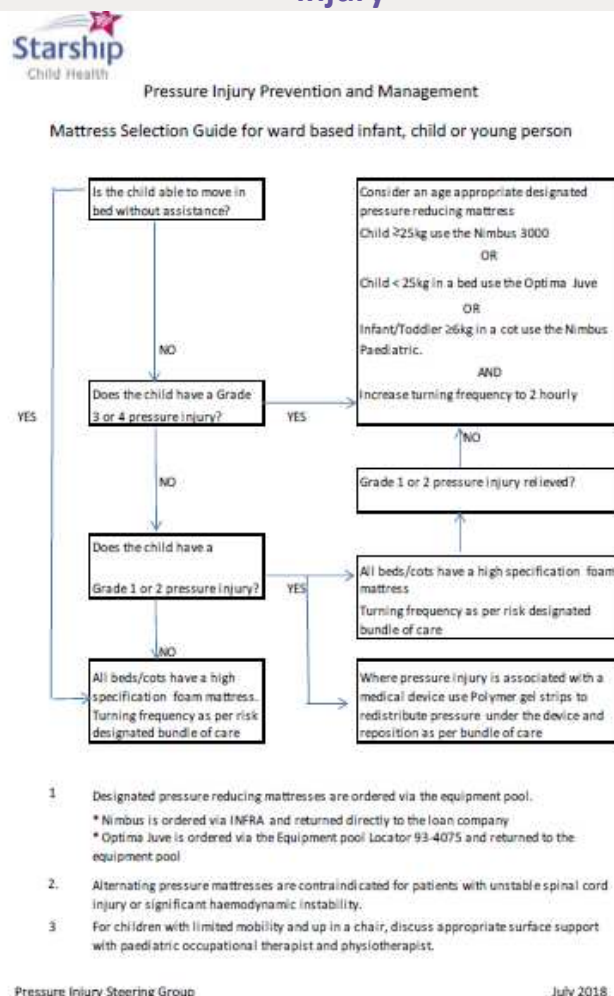 Injury
Starship
Child Health
Pressure Injury Prevention and Management
Mattress Selection Guide for ward based infant, child or young person
Is the child able to move in
bed without assistance?
Consider an age appropriate designated
pressure reducing mattress
Child ≥25kg use the Nimbus 3000
OR
Child < 25kg in a bed use the Optima Juve
OR
Infant/Toddler ≥6kg in a cot use the Nimbus
Paediatric.
AND
Increase turning frequency to 2 hourly
NO
Does the child have a Grade
3 or 4 pressure injury?
YES
YES
NO
NO
Grade 1 or 2 pressure injury relieved?
Does the child have a
Grade 1 or 2 pressure injury?
YES
All beds/cots have a high specification foam
mattress
Turning frequency as per risk designated
bundle of care
NO
All beds/cots have a high
specification foam mattress.
Turning frequency as per risk
designated bundle of care
Where pressure injury is associated with a
medical device use Polymer gel strips to
redistribute pressure under the device and
reposition as per bundle of care
1 Designated pressure reducing mattresses are ordered via the equipment pool.
* Nimbus is ordered via INFRA and returned directly to the loan company
* Optima Juve is ordered via the Equipment pool Locator 93-4075 and returned to the
equipment pool
2. Alternating pressure mattresses are contraindicated for patients with unstable spinal cord
injury or significant haemodynamic instability.
3 For children with limited mobility and up in a chair, discuss appropriate surface support
with paediatric occupational therapist and physiotherapist.
Pressure Injury Steering Group July 2018